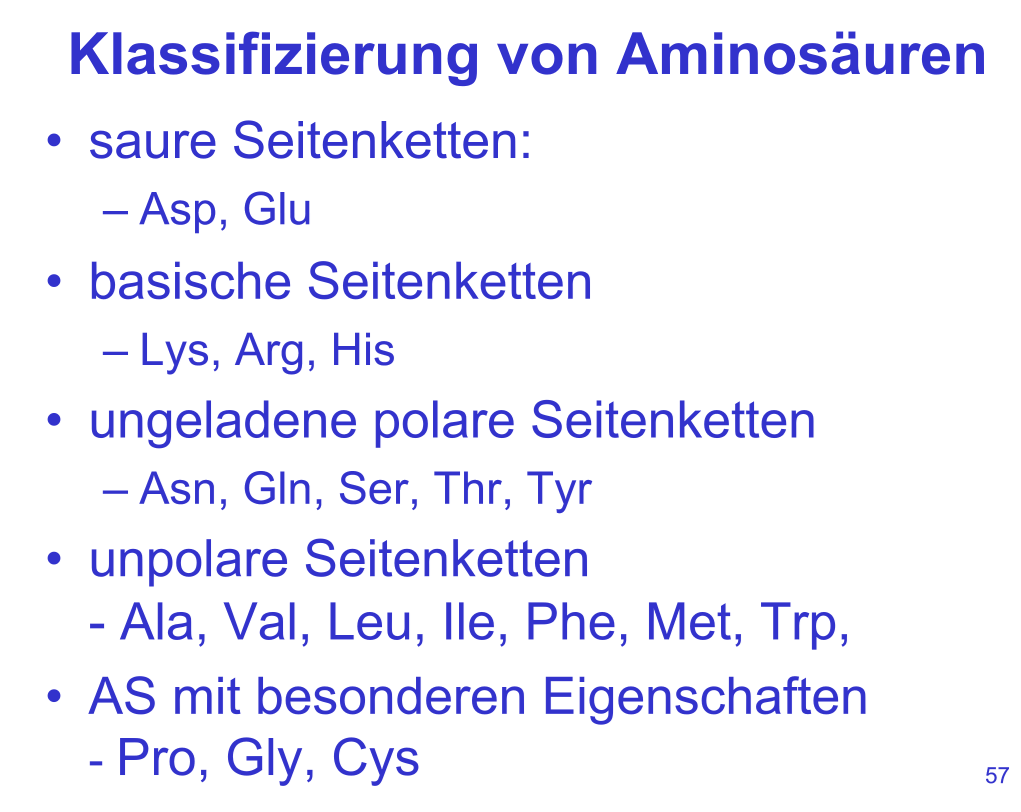 Klassifizierung von Aminosäuren
• saure Seitenketten:
– Asp, Glu
• basische Seitenketten
– Lys, Arg, His
• ungeladene polare Seitenketten
– Asn, Gln, Ser, Thr, Tyr
• unpolare Seitenketten
- Ala, Val, Leu, Ile, Phe, Met, Trp,
• AS mit besonderen Eigenschaften
- Pro, Gly, Cys
57